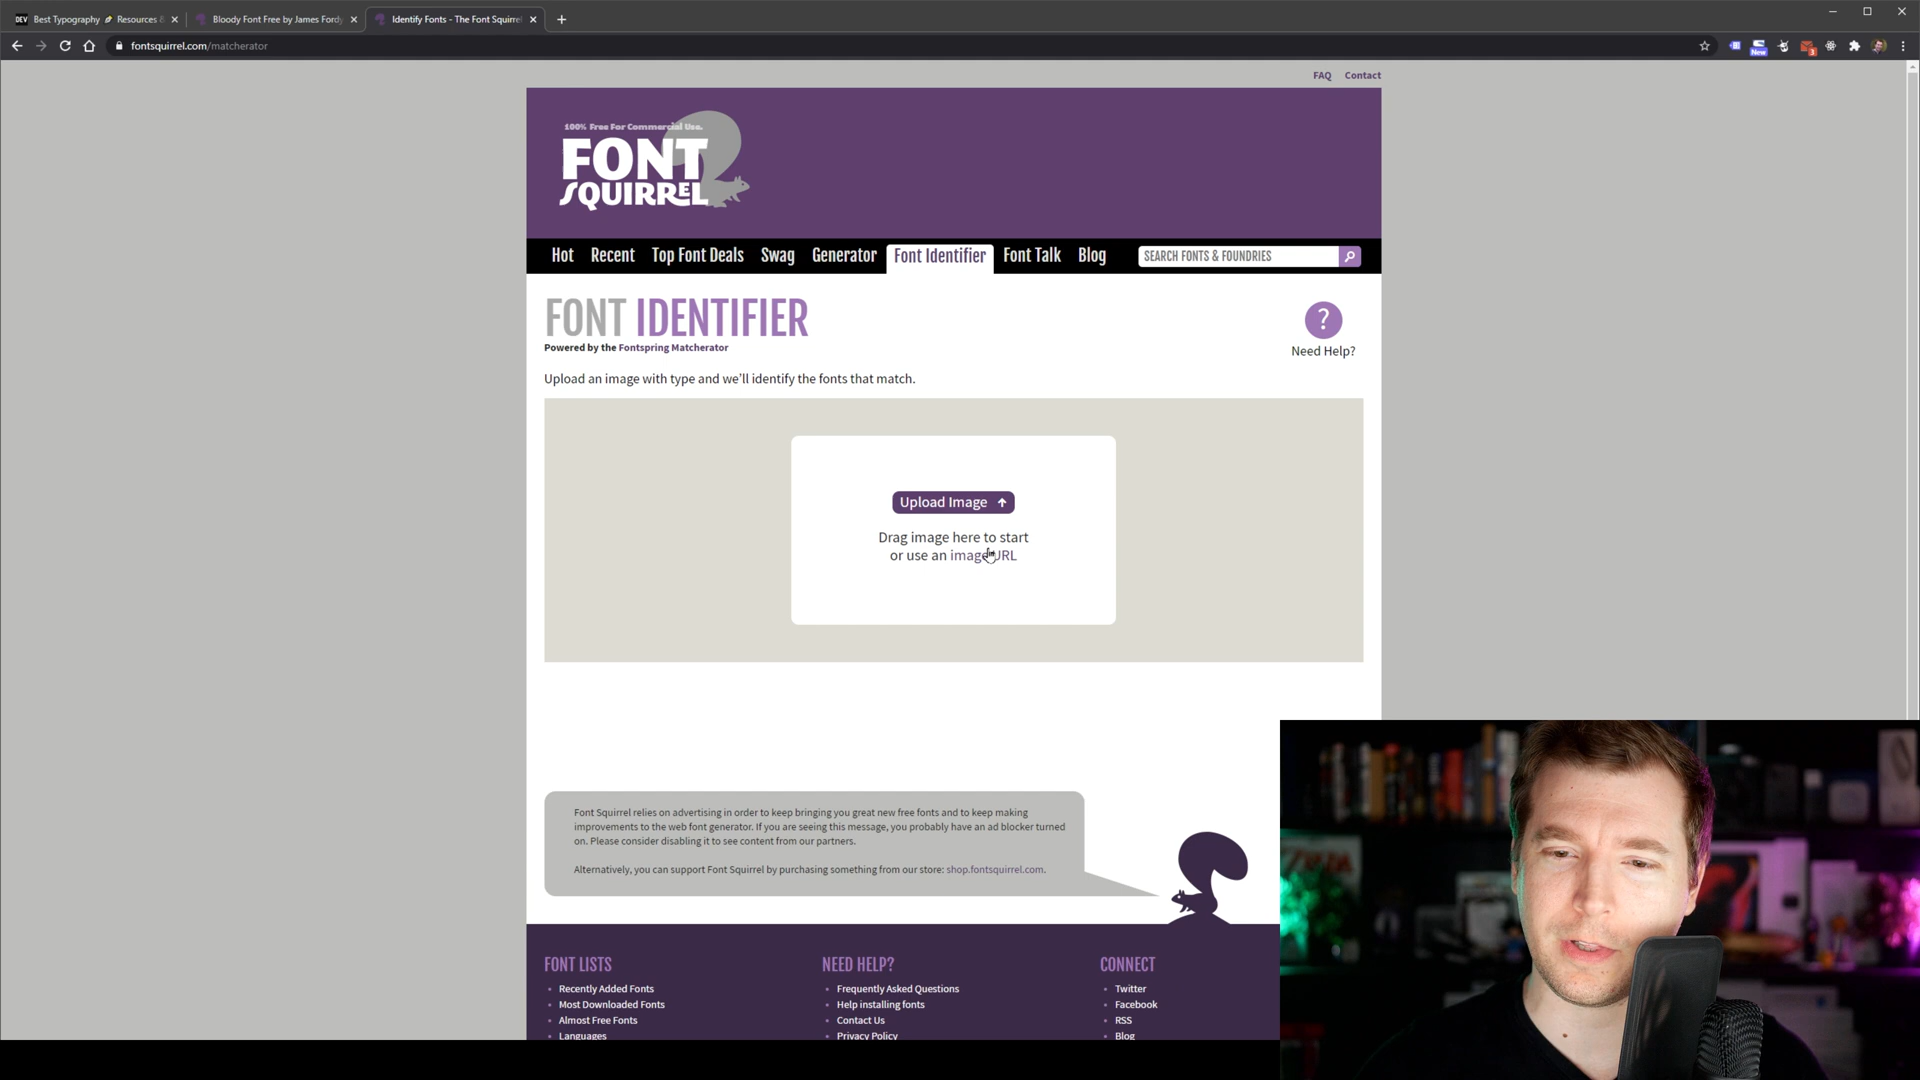 DEV Best Typography Resources &
Bloody Font Free by James Fordy
Identify Fonts - The Font Squirrel
fontsquirrel.com/matcherator
New
3
FAQ Contact
100% Free For Commercial Use.
FONT
SQUIRREL
Hot Recent Top Font Deals Swag Generator Font Identifier Font Talk Blog SEARCH FONTS & FOUNDRIES
FONT IDENTIFIER
Powered by the Fontspring Matcherator
?
Need Help?
Upload an image with type and we'll identify the fonts that match.
Upload Image
Drag image here to start
or use an image URL
Font Squirrel relies on advertising in order to keep bringing you great new free fonts and to keep making
improvements to the web font generator. If you are seeing this message, you probably have an ad blocker turned
on. Please consider disabling it to see content from our partners.
Alternatively, you can support Font Squirrel by purchasing something from our store: shop.fontsquirrel.com.
FONT LISTS
Recently Added Fonts
Most Downloaded Fonts
Almost Free Fonts
Languages
NEED HELP?
Frequently Asked Questions
Help installing fonts
Contact Us
Privacy Policy
CONNECT
Twitter
Facebook
RSS
Blog